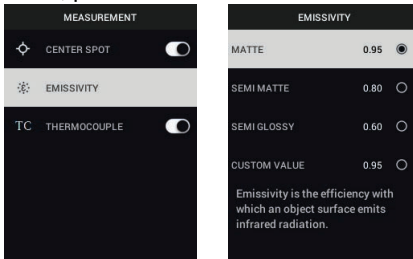 MEASUREMENT
CENTER SPOT
EMISSIVITY
TC THERMOCOUPLE
EMISSIVITY
MATTE 0.95
SEMI MATTE 0.80
SEMI GLOSSY 0.60
CUSTOM VALUE 0.95
Emissivity is the efficiency with
which an object surface emits
infrared radiation.